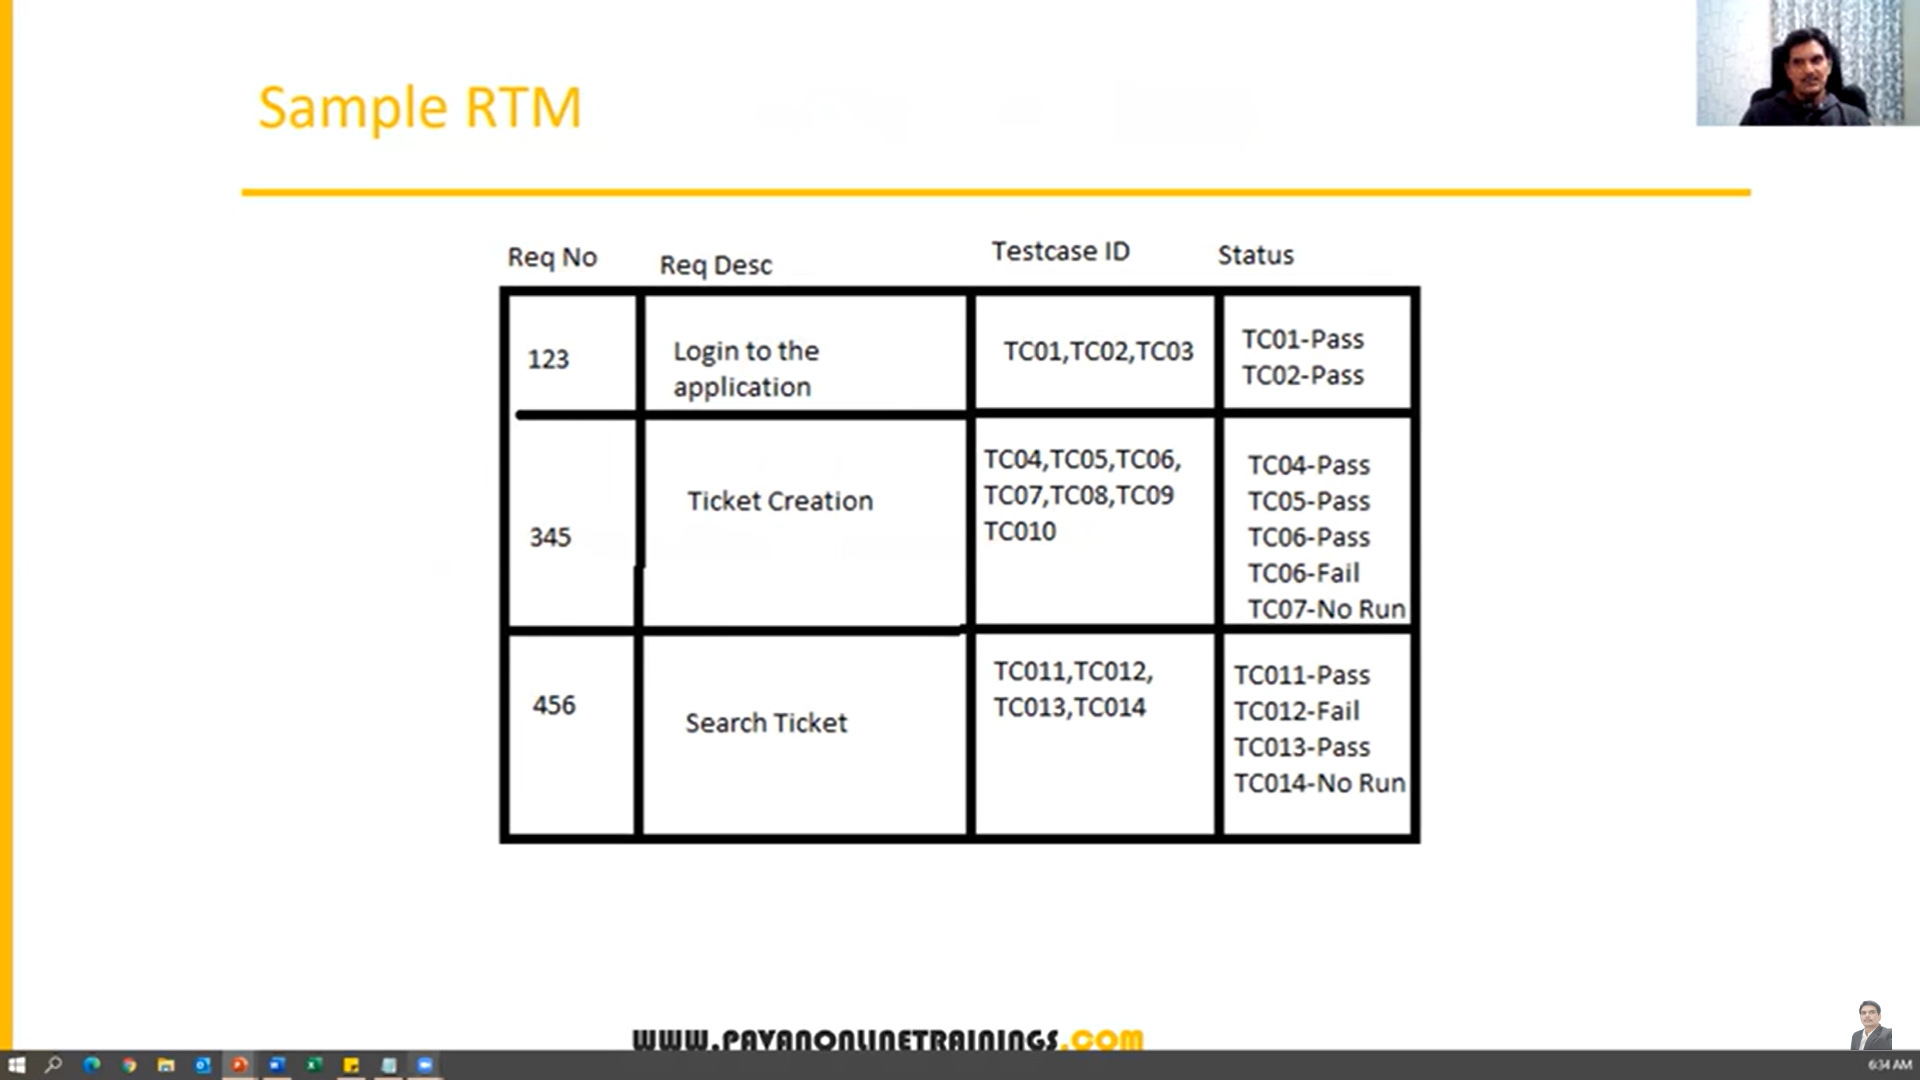 Sample RTM
Req No
Req Desc
Testcase ID
Status
123
Login to the
application
TC01,TC02,TC03
TC01-Pass
TC02-Pass
345
Ticket Creation
TC04,TC05,TC06,
TC07,TC08,TC09
TC010
TC04-Pass
TC05-Pass
TC06-Pass
TC06-Fail
TC07-No Run
456
Search Ticket
TC011,TC012,
TC013,TC014
TC011-Pass
TC012-Fail
TC013-Pass
TC014-No Run
WWW.PAVANONLINETRAININGS.COM
6:34 AM